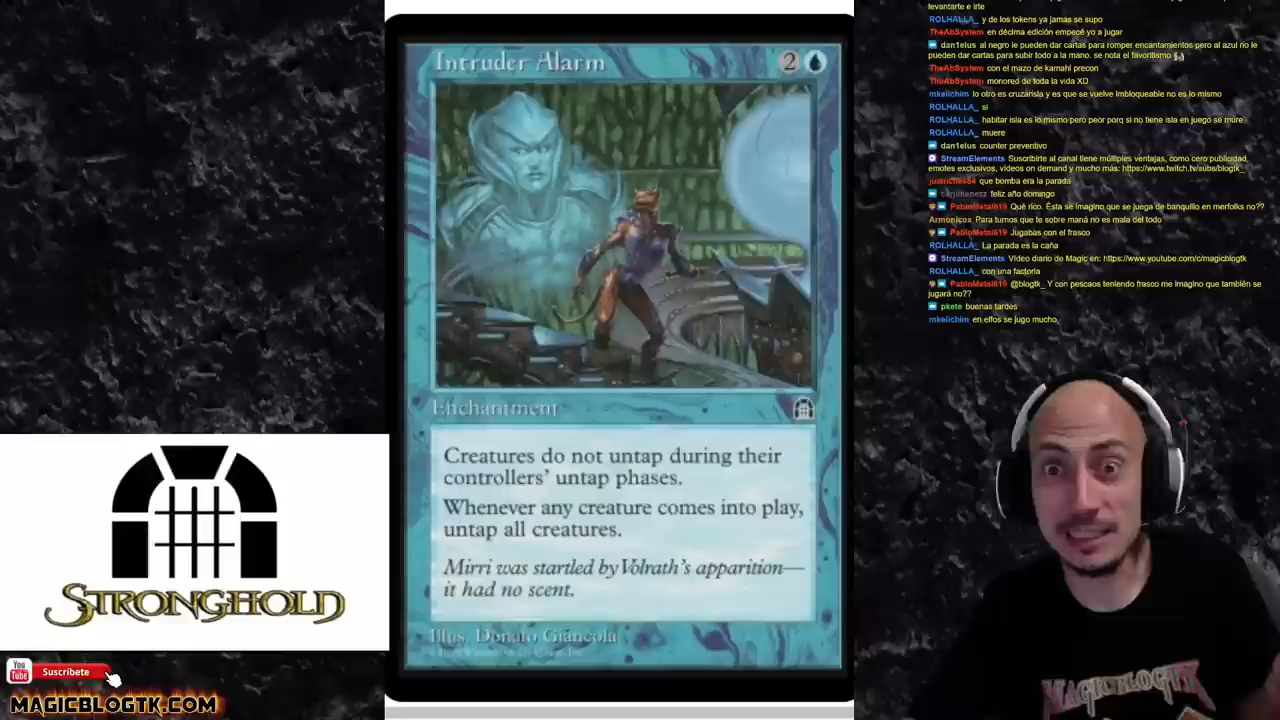 levantarte e irte
ROLHALLA_ y de los tokens ya jamas se supo
TheAbSystem en décima edición empecé yo a jugar
dan1elus al negro le pueden dar cartas para romper encantamientos pero al azul no le
pueden dar cartas para subir todo a la mano. se nota el favoritismo
TheAbSystem con el mazo de kamahl precon
TheAbSystem monored de toda la vida XD
mkeiichim lo otro es cruzarisla y es que se vuelve imbloqueable no es lo mismo
ROLHALLA_ si
ROLHALLA_ habitar isla es lo mismo pero peor porq si no tiene isla en juego se mure
ROLHALLA_ muere
dan1elus counter preventivo
StreamElements Suscribirte al canal tiene múltiples ventajas, como cero publicidad,
emotes exclusivos, vídeos on demand y mucho más: https://www.twitch.tv/subs/blogtk_
que bomba era la parada
feliz año domingo
PabloMetal619 Qué rico. Ésta se imagino que se juega de banquillo en merfolks no??
Armonicox Para turnos que te sobre maná no es mala del todo
PabloMetal619 Jugabas con el frasco
ROLHALLA_ La parada es la caña
StreamElements Vídeo diario de Magic en: https://www.youtube.com/c/magicblogtk
ROLHALLA_ con una factoria
PabloMetal619 @blogtk_ Y con pescaos teniendo frasco me imagino que también se
jugará no??
pkete buenas tardes
mkeiichim en elfos se jugo mucho
Intruder Alarm 2
Enchantment
Creatures do not untap during their
controllers' untap phases.
Whenever any creature comes into play,
untap all creatures.
Mirri was startled by Volrath's apparition—
it had no scent.
Illus. Donato Giancola
STRONGHOLD
You
Tube
Suscríbete
MAGICBLOGTK.COM
MAGICBLOGTK